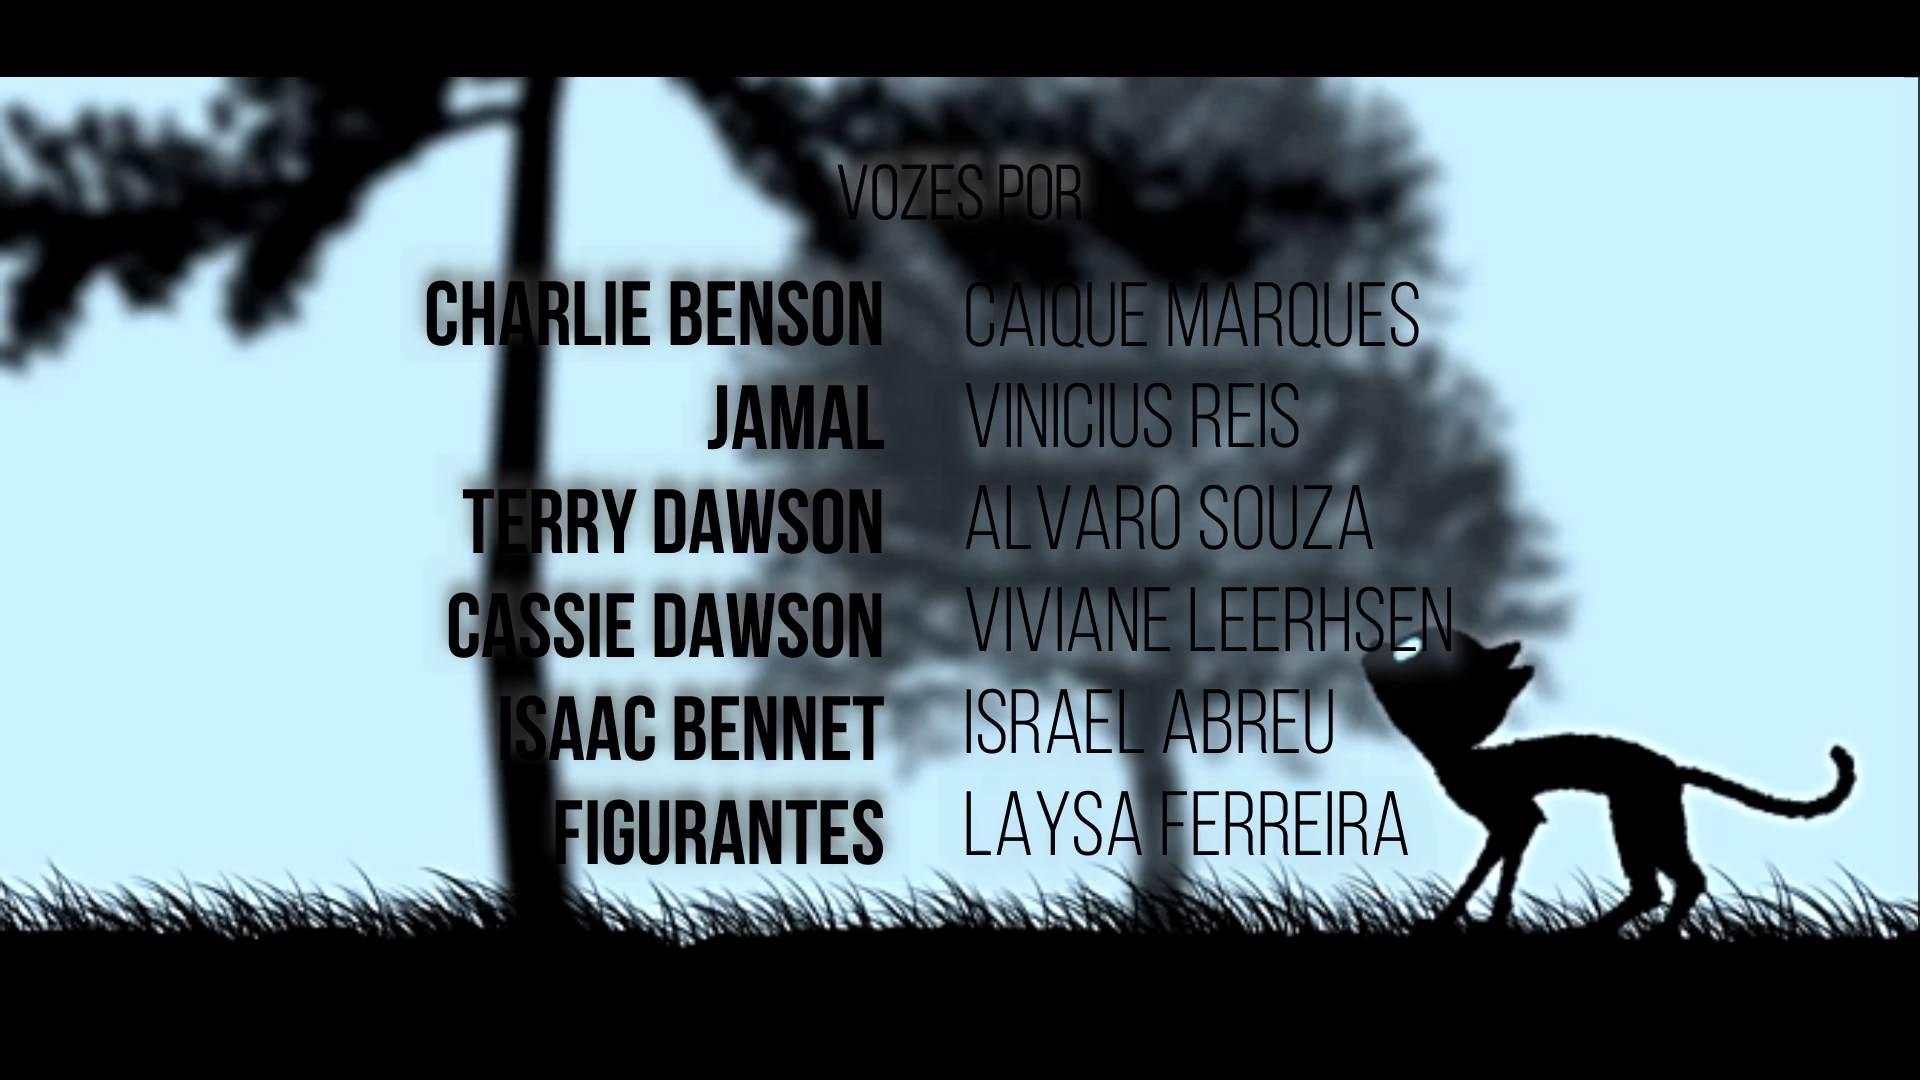 VOZES POR
CHARLIE BENSON CAIQUE MARQUES
JAMAL VINICIUS REIS
TERRY DAWSON ALVARO SOUZA
CASSIE DAWSON VIVIANE LEERHSEN
ISAAC BENNET ISRAEL ABREU
FIGURANTES LAYSA FERREIRA